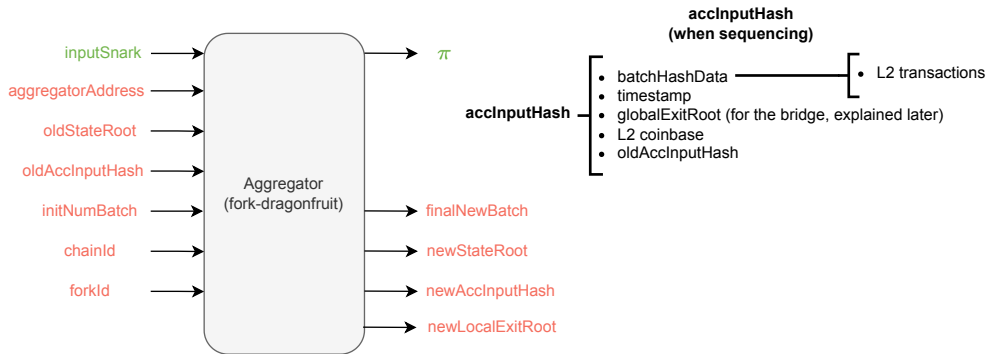 inputSnark
aggregatorAddress
oldStateRoot
oldAccInputHash
initNumBatch
chainId
forkId
Aggregator
(fork-dragonfruit)
π
finalNewBatch
newStateRoot
newAccInputHash
newLocalExitRoot
accInputHash
(when sequencing)
accInputHash
• batchHashData
• timestamp
• globalExitRoot (for the bridge, explained later)
• L2 coinbase
• oldAccInputHash
• L2 transactions